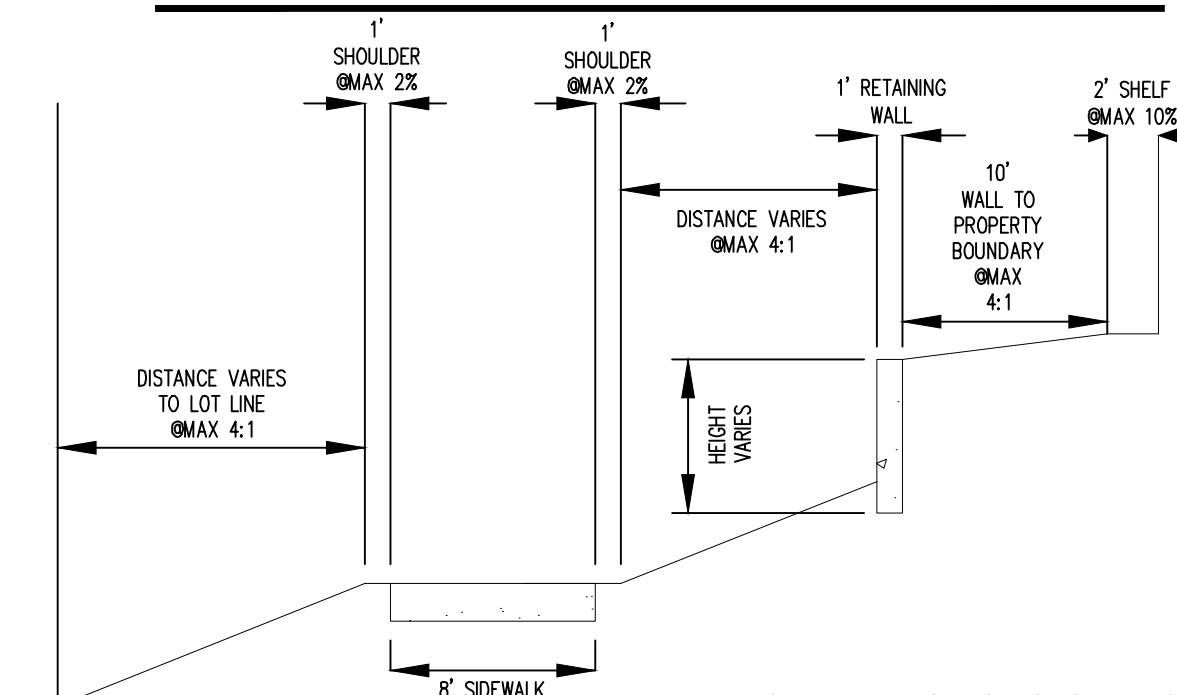 1'
SHOULDER
@MAX 2%
1'
SHOULDER
@MAX 2%
1' RETAINING
WALL
2' SHELF
@MAX 10%
10'
WALL TO
PROPERTY
BOUNDARY
@MAX
4:1
DISTANCE VARIES
@MAX 4:1
DISTANCE VARIES
TO LOT LINE
@MAX 4:1
HEIGHT
VARIES
8' SIDEWALK